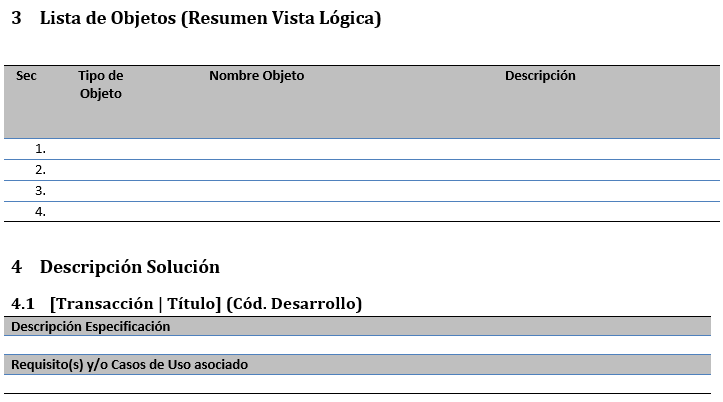 3 Lista de Objetos (Resumen Vista Lógica)
Sec Tipo de Nombre Objeto Descripción
Objeto
1.
2.
3.
4.
4 Descripción Solución
4.1 [Transacción | Título] (Cód. Desarrollo)
Descripción Especificación
Requisito(s) y/o Casos de Uso asociado